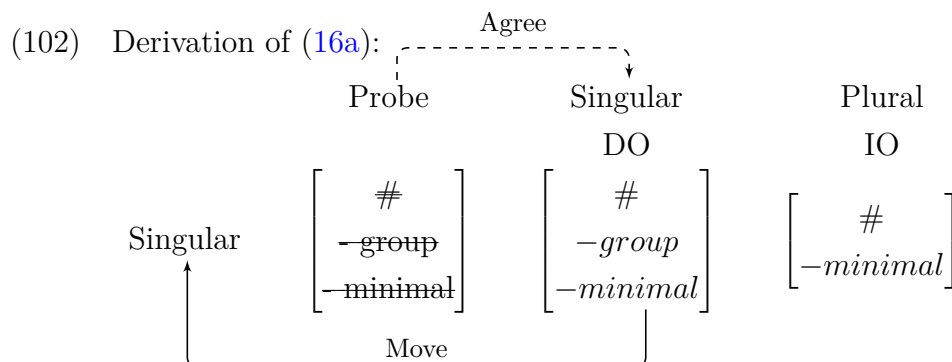 Agree
(102) Derivation of (16a):
Probe Singular Plural
DO IO
# # #
Singular - group −group −minimal
- minimal −minimal
Move